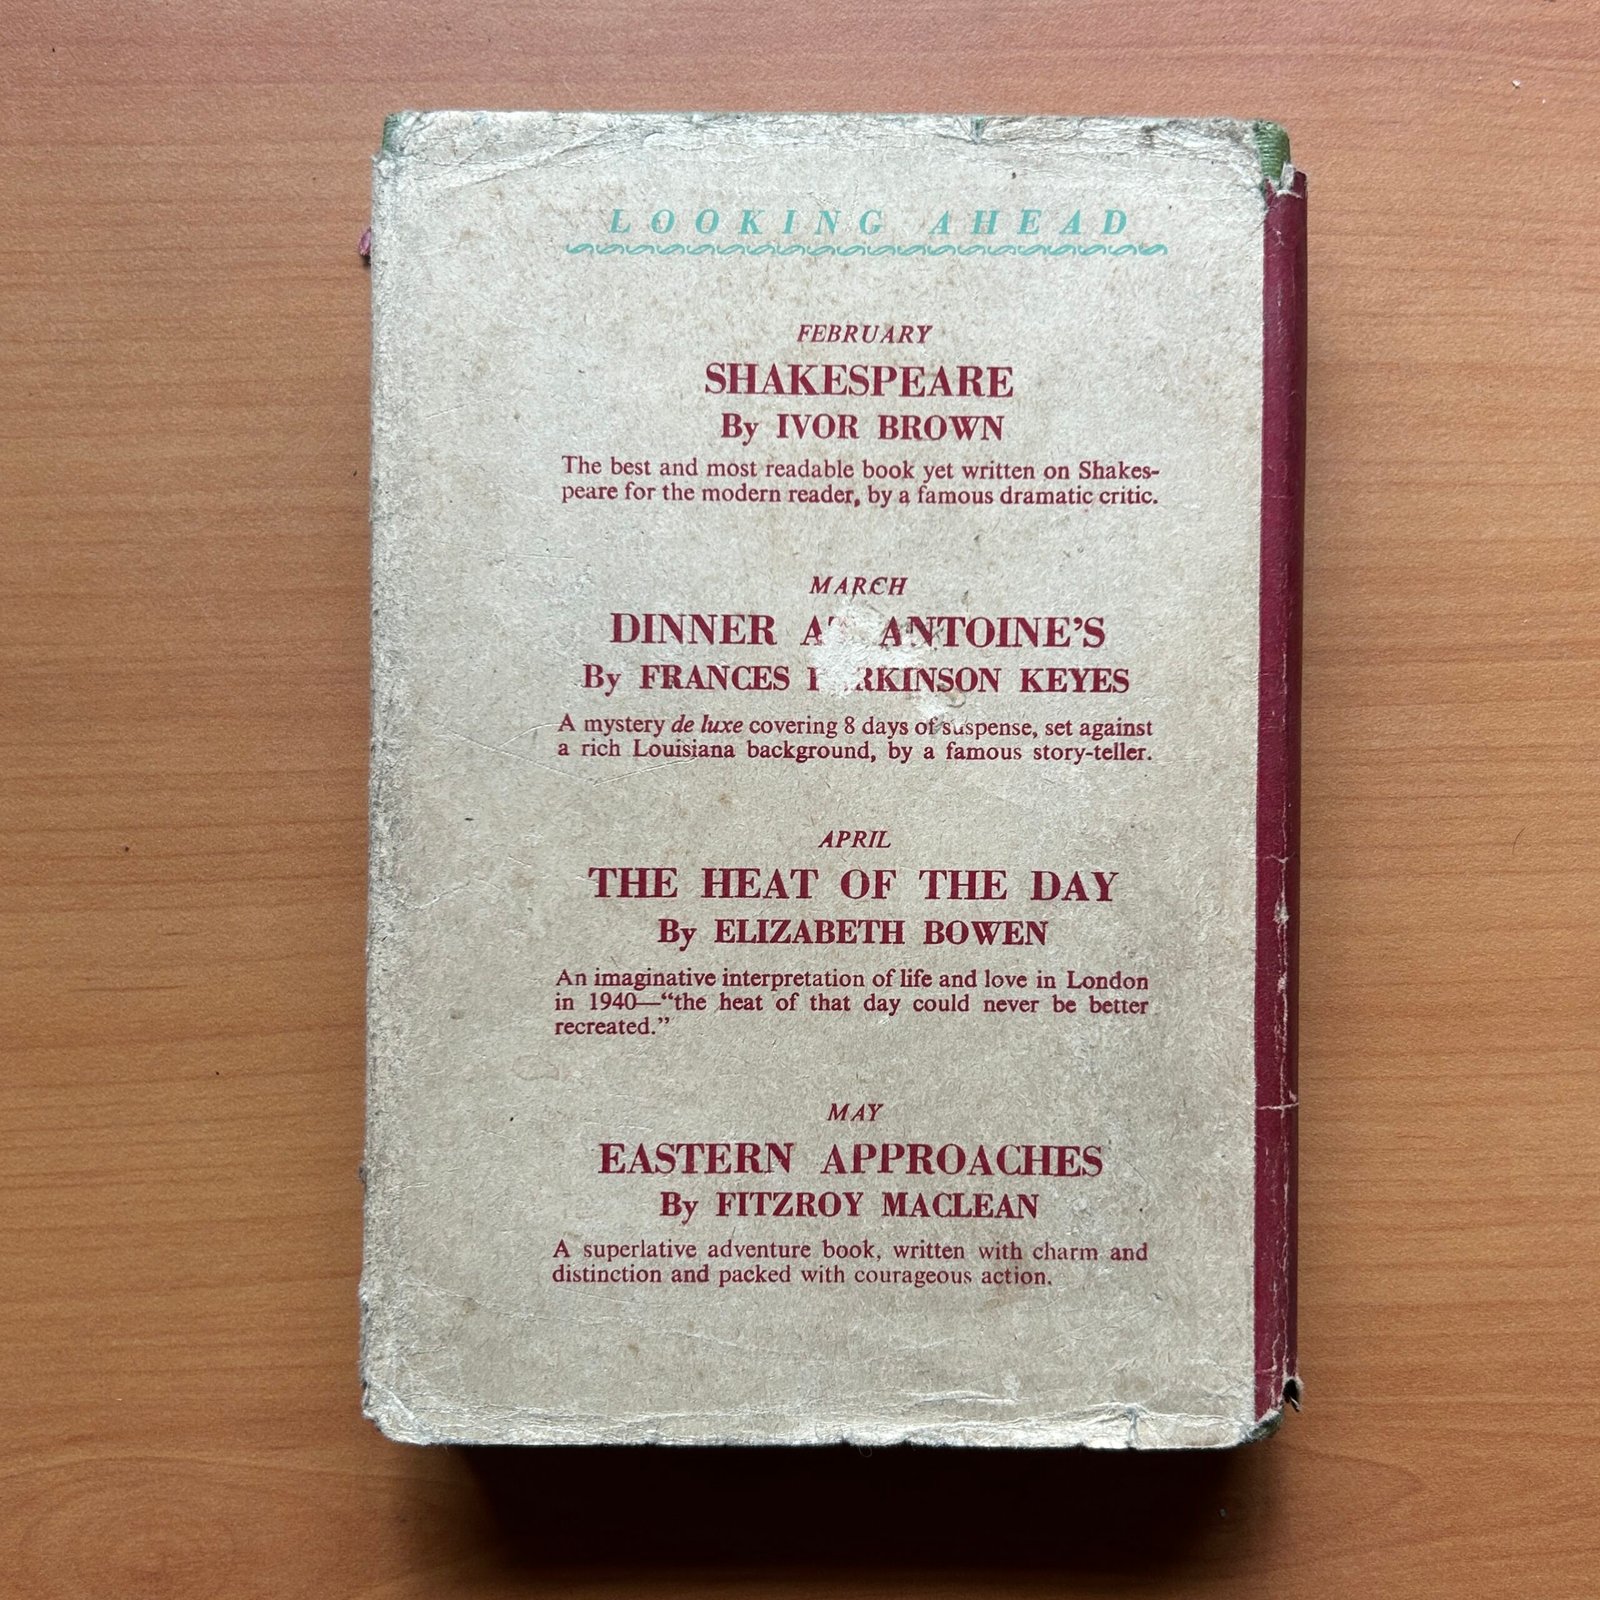 LOOKING AHEAD
FEBRUARY
SHAKESPEARE
By IVOR BROWN
The best and most readable book yet written on Shakes-
peare for the modern reader, by a famous dramatic critic.
MARCH
DINNER AT ANTOINE'S
By FRANCES PARKINSON KEYES
A mystery de luxe covering 8 days of suspense, set against
a rich Louisiana background, by a famous story-teller.
APRIL
THE HEAT OF THE DAY
By ELIZABETH BOWEN
An imaginative interpretation of life and love in London
in 1940—“the heat of that day could never be better
recreated.”
MAY
EASTERN APPROACHES
By FITZROY MACLEAN
A superlative adventure book, written with charm and
distinction and packed with courageous action.